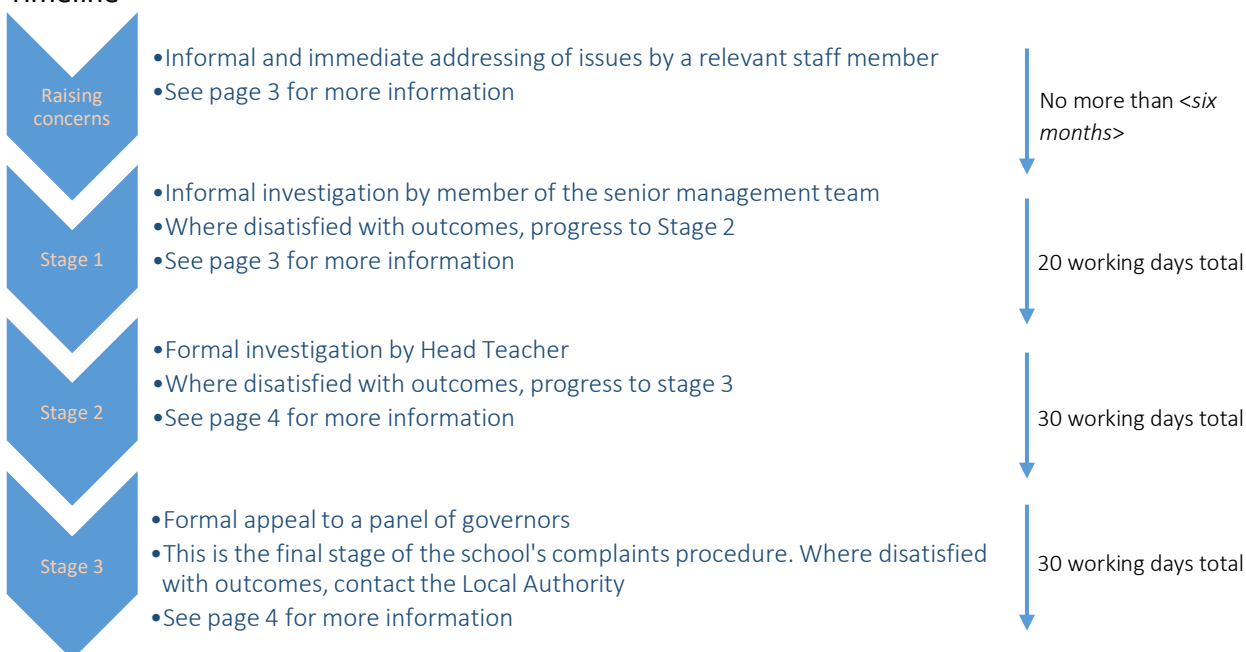 Timeline
Raising
concerns
•Informal and immediate addressing of issues by a relevant staff member
•See page 3 for more information
No more than <six
months>
Stage 1
•Informal investigation by member of the senior management team
•Where disatisfied with outcomes, progress to Stage 2
•See page 3 for more information
20 working days total
Stage 2
•Formal investigation by Head Teacher
•Where disatisfied with outcomes, progress to stage 3
•See page 4 for more information
30 working days total
Stage 3
•Formal appeal to a panel of governors
•This is the final stage of the school's complaints procedure. Where disatisfied
with outcomes, contact the Local Authority
•See page 4 for more information
30 working days total